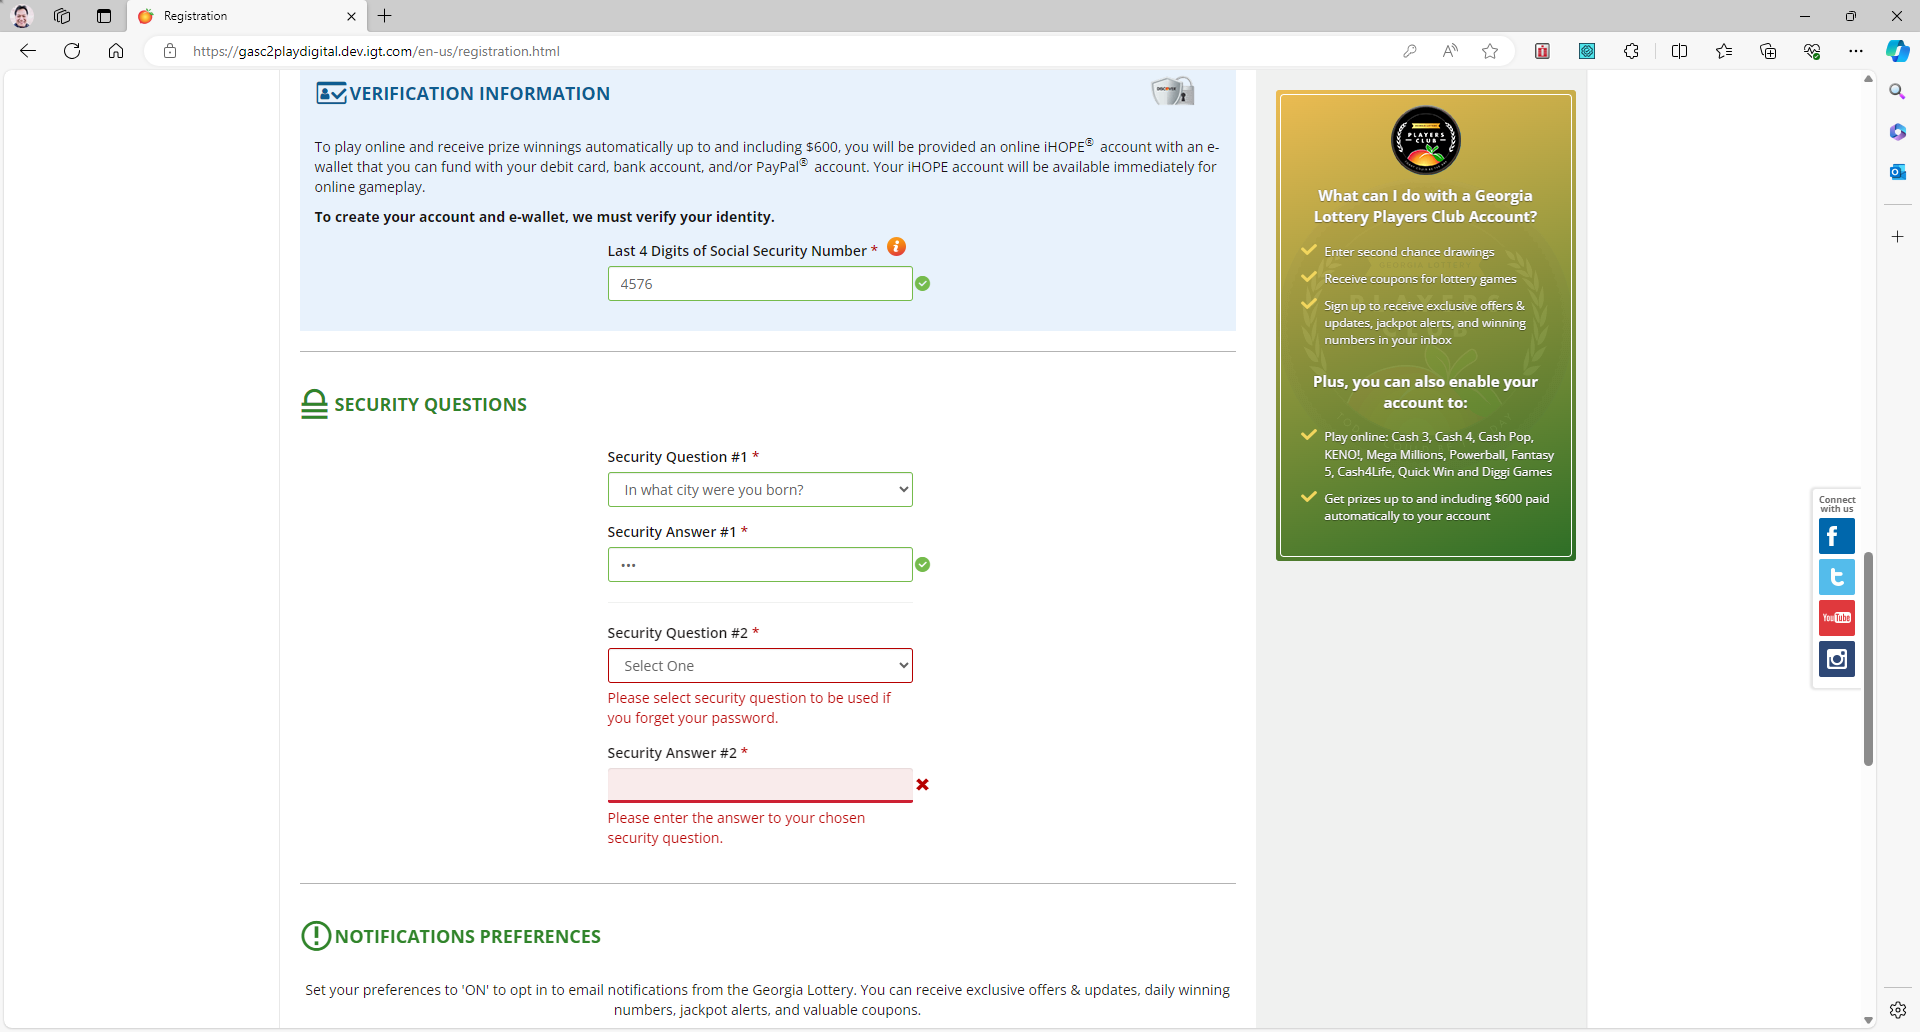 Registration
https://gasc2playdigital.dev.igt.com/en-us/registration.html
VERIFICATION INFORMATION
To play online and receive prize winnings automatically up to and including $600, you will be provided an online iHOPE® account with an e-
wallet that you can fund with your debit card, bank account, and/or PayPal® account. Your iHOPE account will be available immediately for
online gameplay.
To create your account and e-wallet, we must verify your identity.
Last 4 Digits of Social Security Number *
4576
SECURITY QUESTIONS
Security Question #1 *
In what city were you born?
Security Answer #1 *
•••
Security Question #2 *
Select One
Please select security question to be used if
you forget your password.
Security Answer #2 *
Please enter the answer to your chosen
security question.
NOTIFICATIONS PREFERENCES
Set your preferences to 'ON' to opt in to email notifications from the Georgia Lottery. You can receive exclusive offers & updates, daily winning
numbers, jackpot alerts, and valuable coupons.
PLAYERS
CLUB
What can I do with a Georgia
Lottery Players Club Account?
Enter second chance drawings
Receive coupons for lottery games
Sign up to receive exclusive offers &
updates, jackpot alerts, and winning
numbers in your inbox
Plus, you can also enable your
account to:
Play online: Cash 3, Cash 4, Cash Pop,
KENO!, Mega Millions, Powerball, Fantasy
5, Cash4Life, Quick Win and Diggi Games
Get prizes up to and including $600 paid
automatically to your account
Connect
with us
YouTube